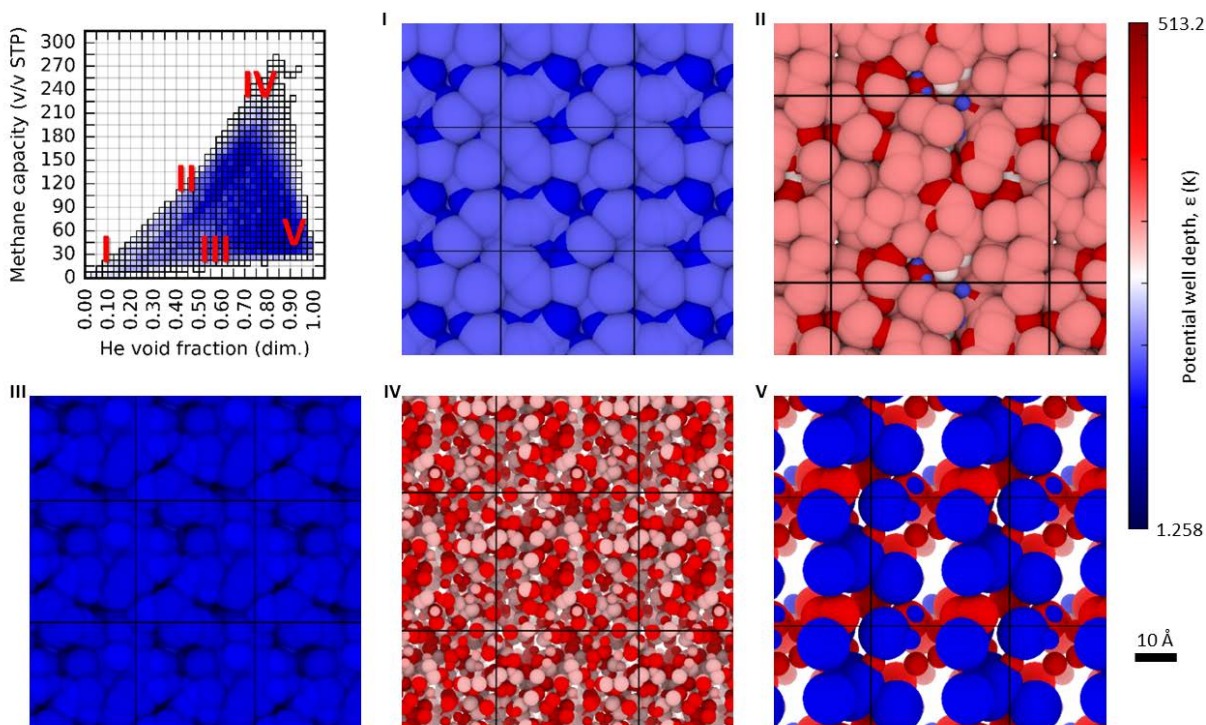 Methane capacity (v/v STP)
300
270
240
210
180
150
120
90
60
30
0
I
II
III
IV
V
0.00
0.10
0.20
0.30
0.40
0.50
0.60
0.70
0.80
0.90
1.00
He void fraction (dim.)
I
II
513.2
Potential well depth, ε (K)
1.258
III
IV
V
10 Å